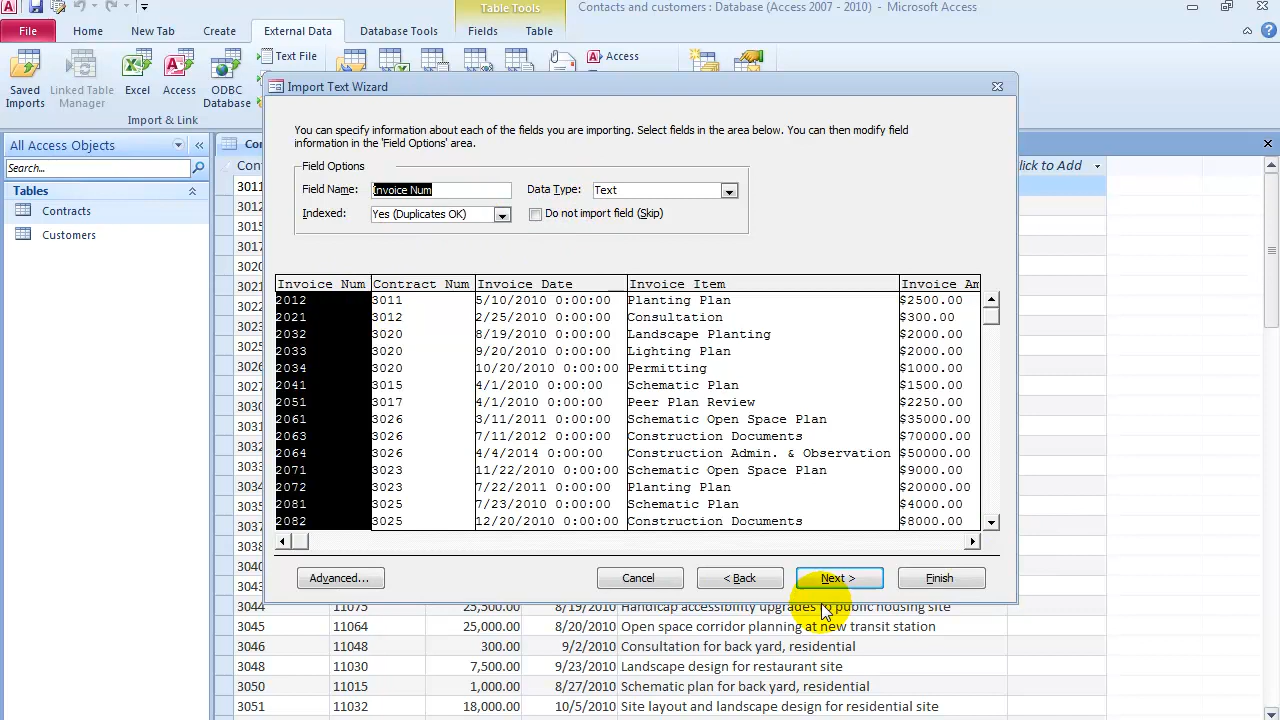 Table Tools
Contacts and customers : Database (Access 2007 - 2010) - Microsoft Access
File Home New Tab Create External Data Database Tools Fields Table
Text File Access
Saved Imports
Linked Table Manager
Excel
Access
ODBC Database
Import & Link
All Access Objects
Search...
Tables
Contracts
Customers
Import Text Wizard
You can specify information about each of the fields you are importing. Select fields in the area below. You can then modify field
information in the 'Field Options' area.
Field Options
Field Name: Invoice Num Data Type: Text
Indexed: Yes (Duplicates OK) Do not import field (Skip)
Invoice Num Contract Num Invoice Date Invoice Item Invoice Am
2012 3011 5/10/2010 0:00:00 Planting Plan $2500.00
2021 3012 2/25/2010 0:00:00 Consultation $300.00
2032 3020 8/19/2010 0:00:00 Landscape Planting $2000.00
2033 3020 9/20/2010 0:00:00 Lighting Plan $2000.00
2034 3020 10/20/2010 0:00:00 Permitting $1000.00
2041 3015 4/1/2010 0:00:00 Schematic Plan $1500.00
2051 3017 4/1/2010 0:00:00 Peer Plan Review $2250.00
2061 3026 3/11/2011 0:00:00 Schematic Open Space Plan $35000.00
2063 3026 7/11/2012 0:00:00 Construction Documents $70000.00
2064 3026 4/4/2014 0:00:00 Construction Admin. & Observation $50000.00
2071 3023 11/22/2010 0:00:00 Schematic Open Space Plan $9000.00
2072 3023 7/22/2011 0:00:00 Planting Plan $20000.00
2081 3025 7/23/2010 0:00:00 Schematic Plan $4000.00
2082 3025 12/20/2010 0:00:00 Construction Documents $8000.00
Advanced... Cancel < Back Next > Finish
Click to Add
3044 11073 25,500.00 8/19/2010 Handicap accessibility upgrades to public housing site
3045 11064 25,000.00 8/20/2010 Open space corridor planning at new transit station
3046 11048 300.00 9/2/2010 Consultation for back yard, residential
3048 11030 7,500.00 9/23/2010 Landscape design for restaurant site
3050 11015 1,000.00 8/27/2010 Schematic plan for back yard, residential
3051 11032 18,000.00 10/5/2010 Site layout and landscape design for residential site